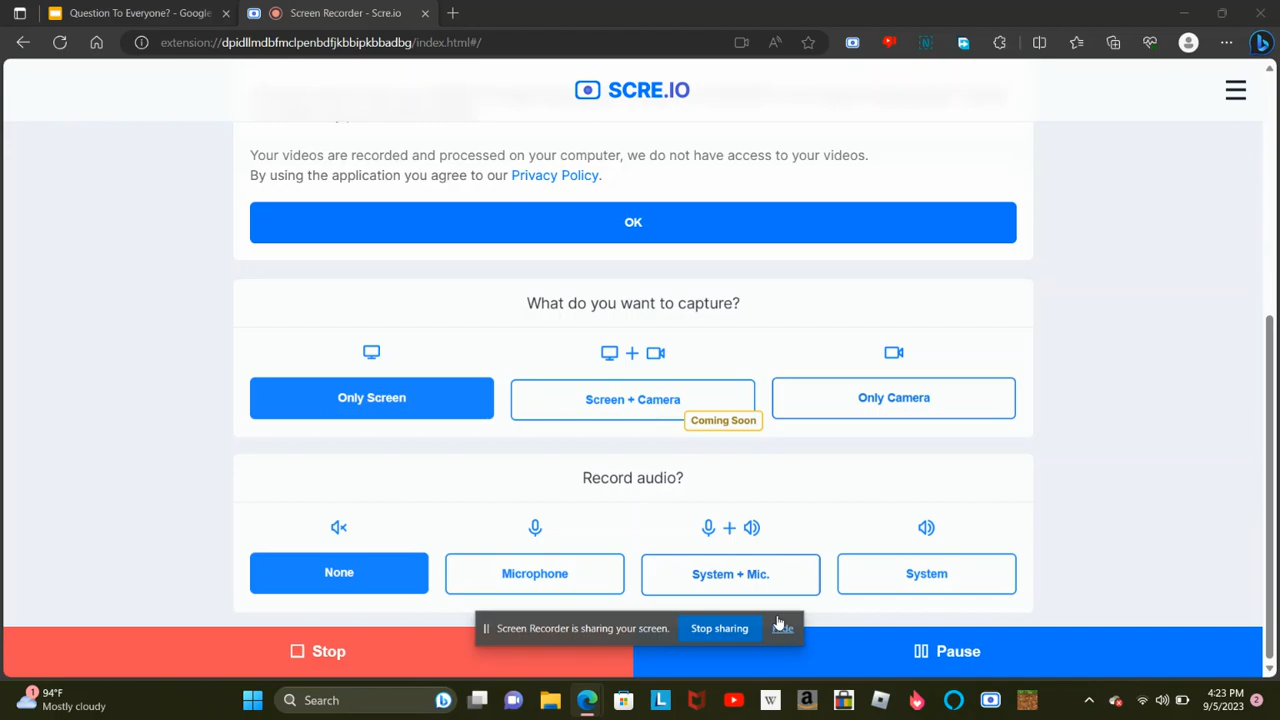 Question To Everyone? - Google
Screen Recorder - Scre.io
extension://dpidllmdbfmclpenbdfjkbbipkbbadbg/index.html#/
SCRE.IO
Your videos are recorded and processed on your computer, we do not have access to your videos.
By using the application you agree to our Privacy Policy.
OK
What do you want to capture?
Only Screen
Screen + Camera
Only Camera
Coming Soon
Record audio?
None
Microphone
System + Mic.
System
Screen Recorder is sharing your screen.
Stop sharing
Stop
Pause
1
94°F
Mostly cloudy
Search
4:23 PM
9/5/2023
2